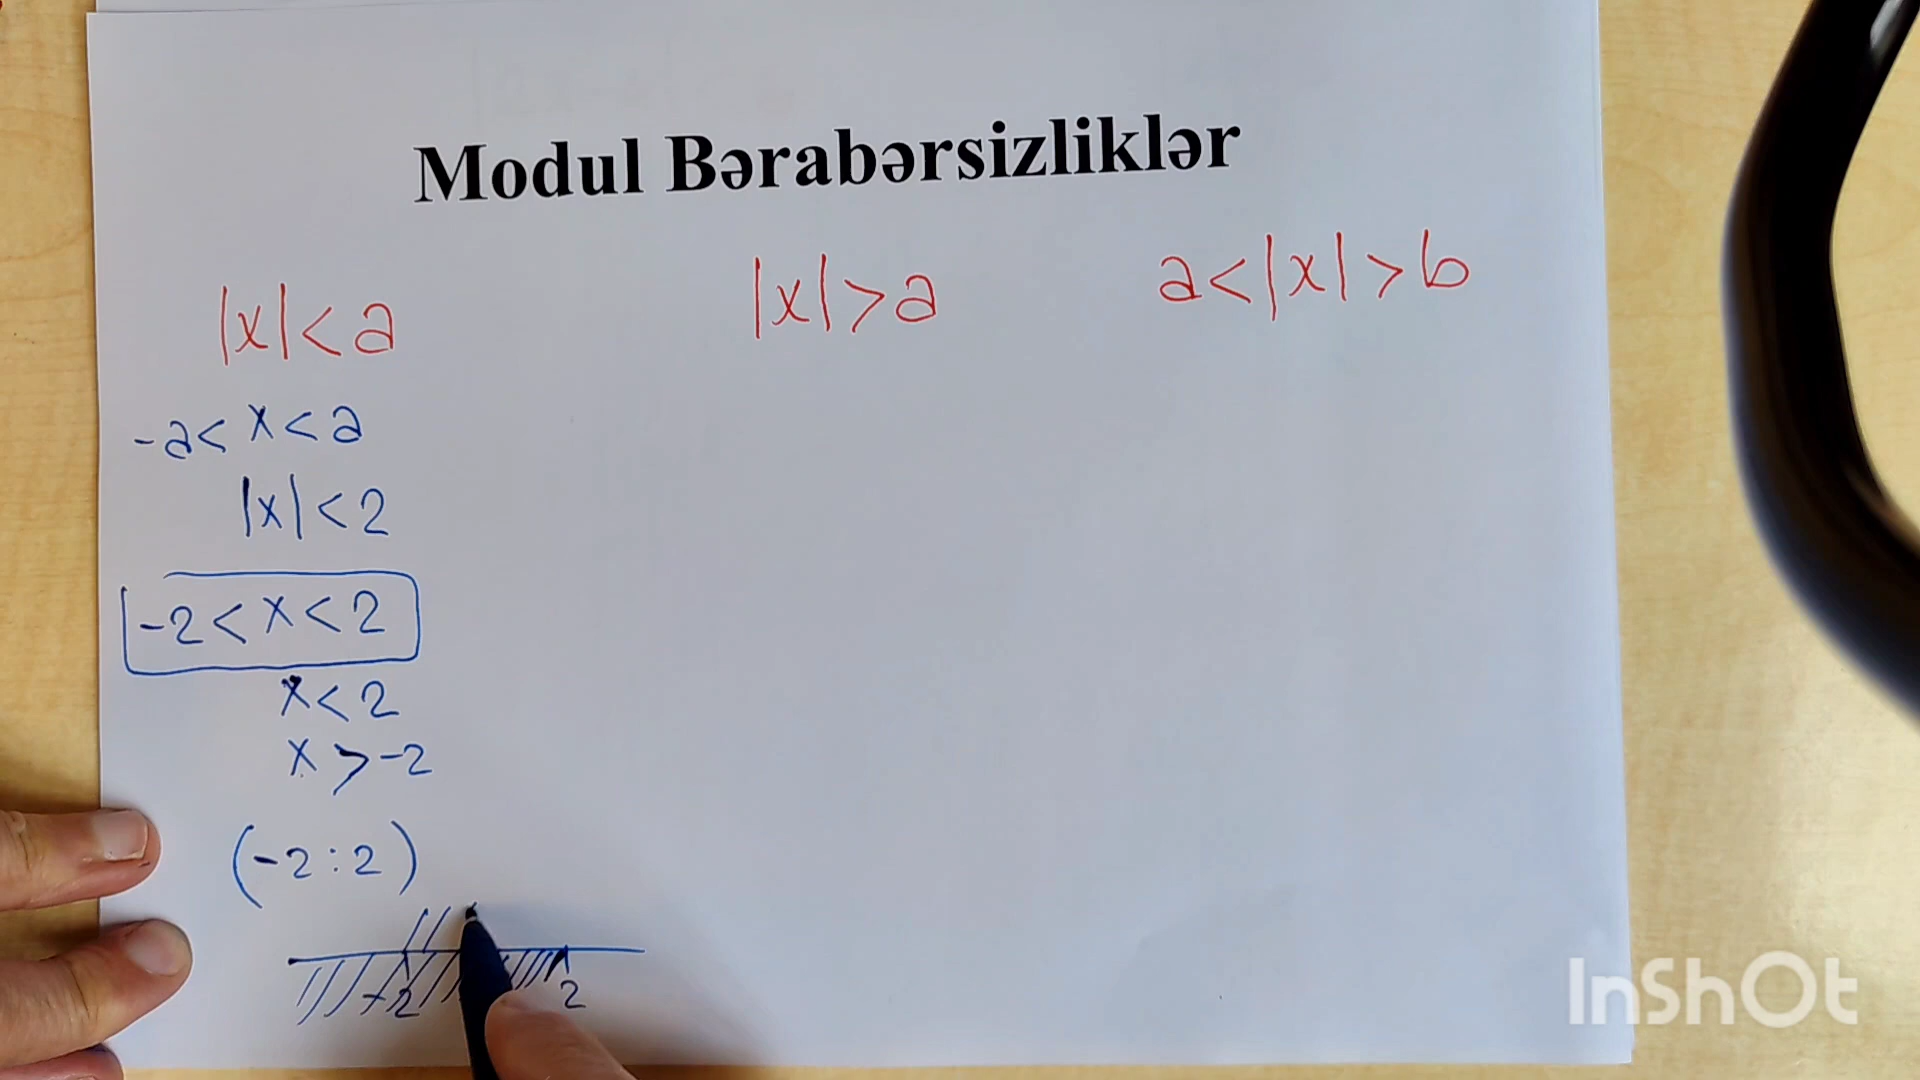 Modul Bərabərsizliklər
|x|<a
|x|>a
a<|x|>b
-a<x<a
|x|<2
-2<x<2
x<2
x>-2
(-2:2)
-2 2
InShOt